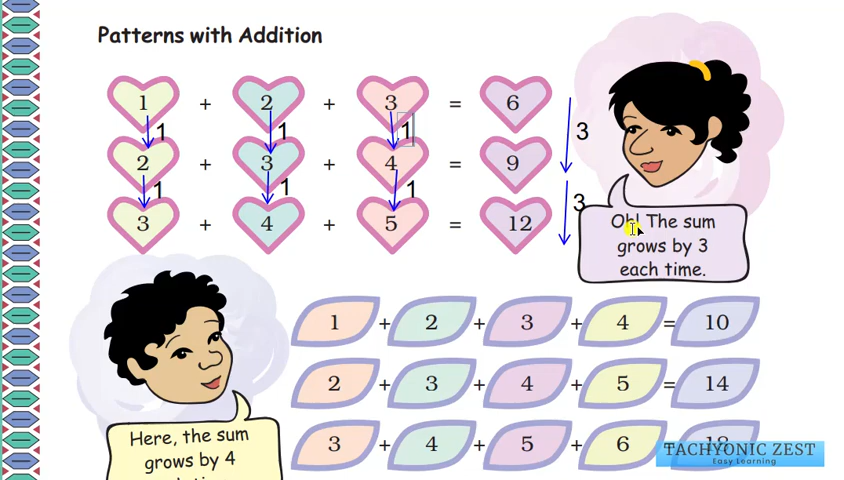 Patterns with Addition
1 + 2 + 3 = 6
1 1 1 3
2 + 3 + 4 = 9
1 1 1 3
3 + 4 + 5 = 12
Oh! The sum
grows by 3
each time.
1 + 2 + 3 + 4 = 10
2 + 3 + 4 + 5 = 14
3 + 4 + 5 + 6
Here, the sum
grows by 4
TACHYONIC ZEST
Easy Learning